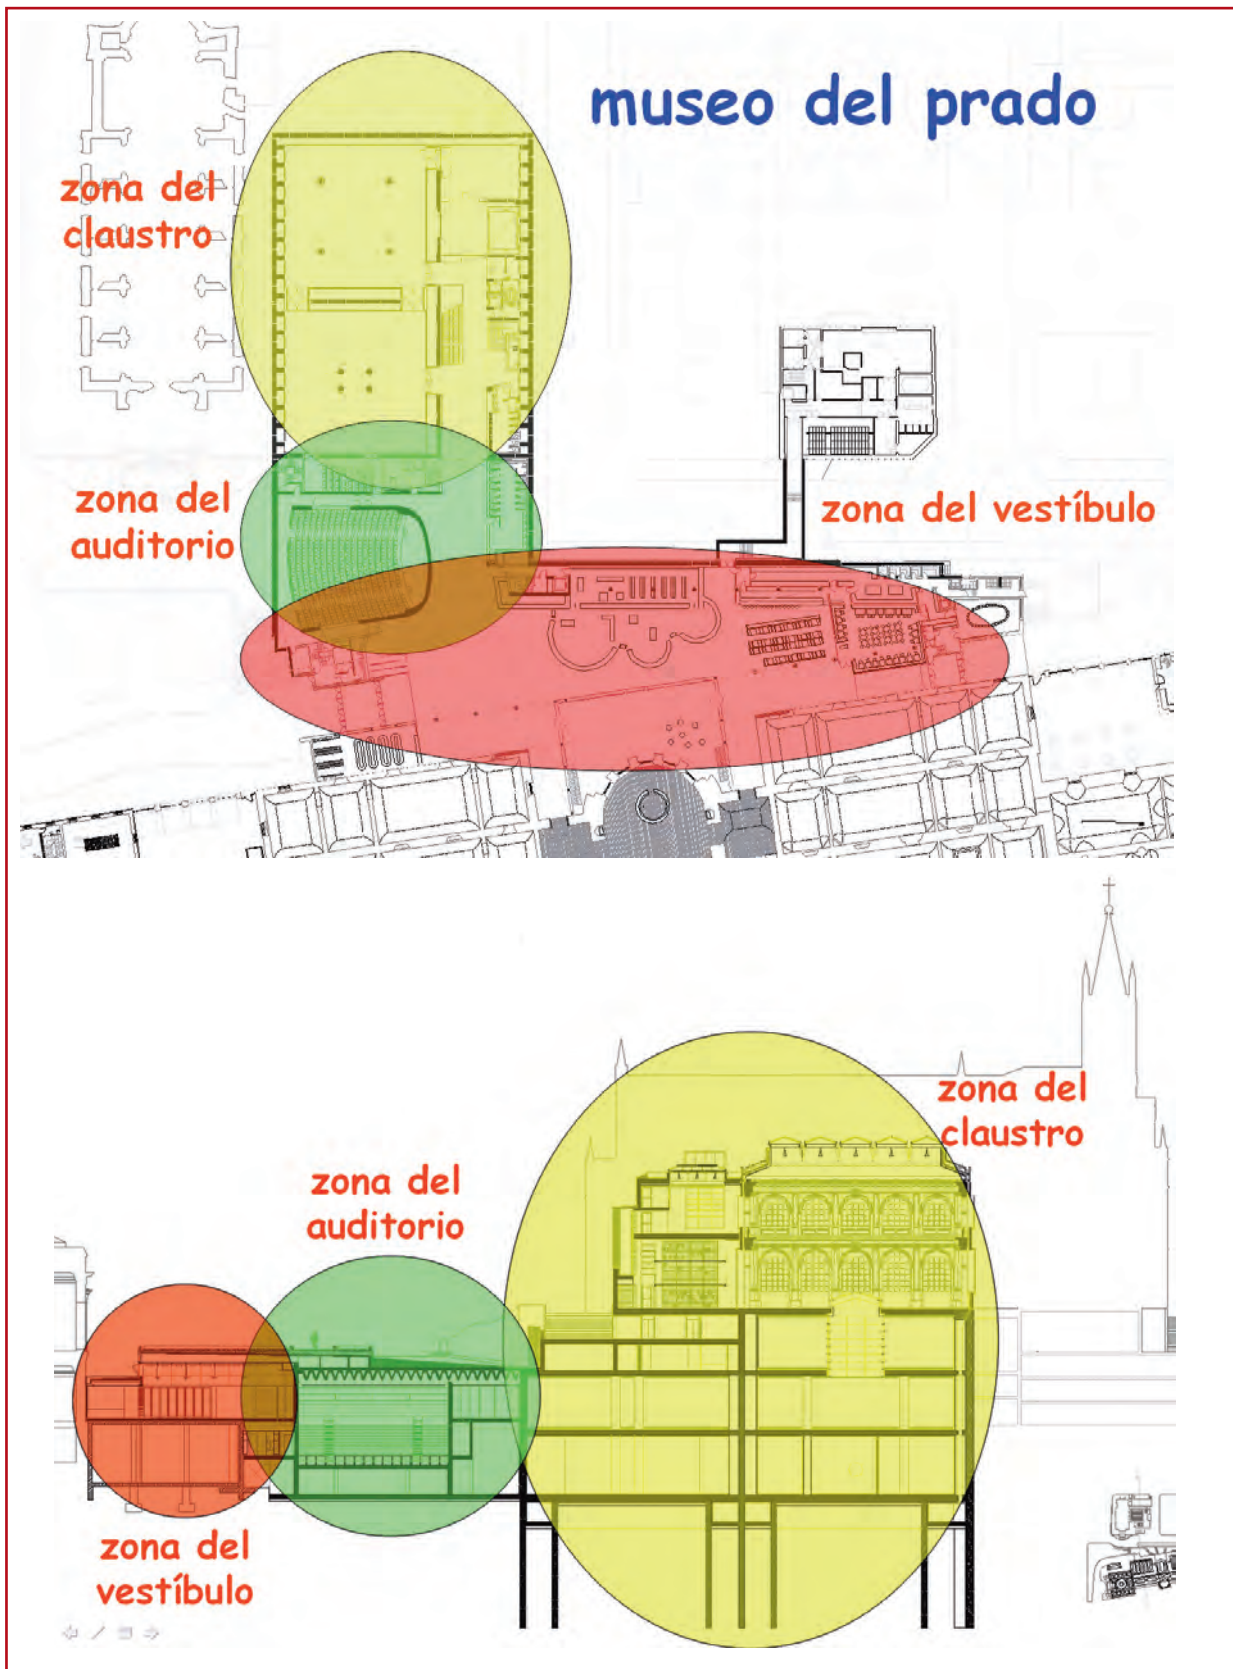 museo del prado
zona del
claustro
zona del
auditorio
zona del vestíbulo
zona del
claustro
zona del
auditorio
zona del
vestíbulo